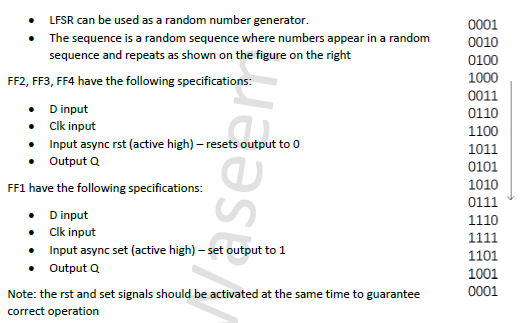 • LFSR can be used as a random number generator.
• The sequence is a random sequence where numbers appear in a random
sequence and repeats as shown on the figure on the right
FF2, FF3, FF4 have the following specifications:
• D input
• Clk input
• Input async rst (active high) – resets output to 0
• Output Q
FF1 have the following specifications:
• D input
• Clk input
• Input async set (active high) – set output to 1
• Output Q
Note: the rst and set signals should be activated at the same time to guarantee
correct operation
0001
0010
0100
1000
0011
0110
1100
1011
0101
1010
0111
1110
1111
1101
1001
0001
Waseem